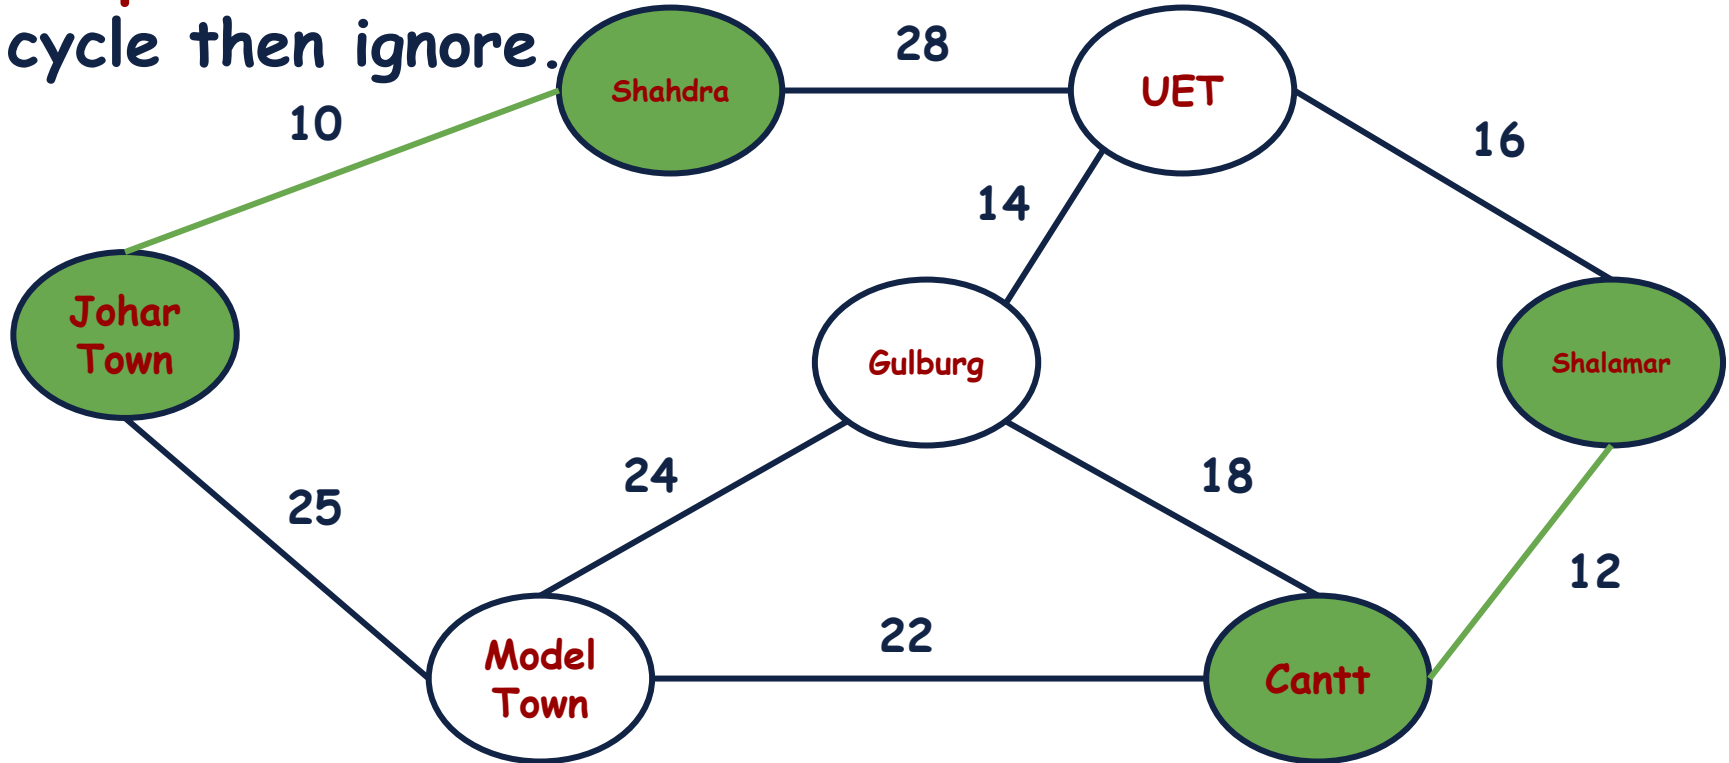 cycle then ignore.
Shahdra
28
UET
10
16
14
Johar
Town
Gulburg
Shalamar
24
18
25
12
22
Model
Town
Cantt